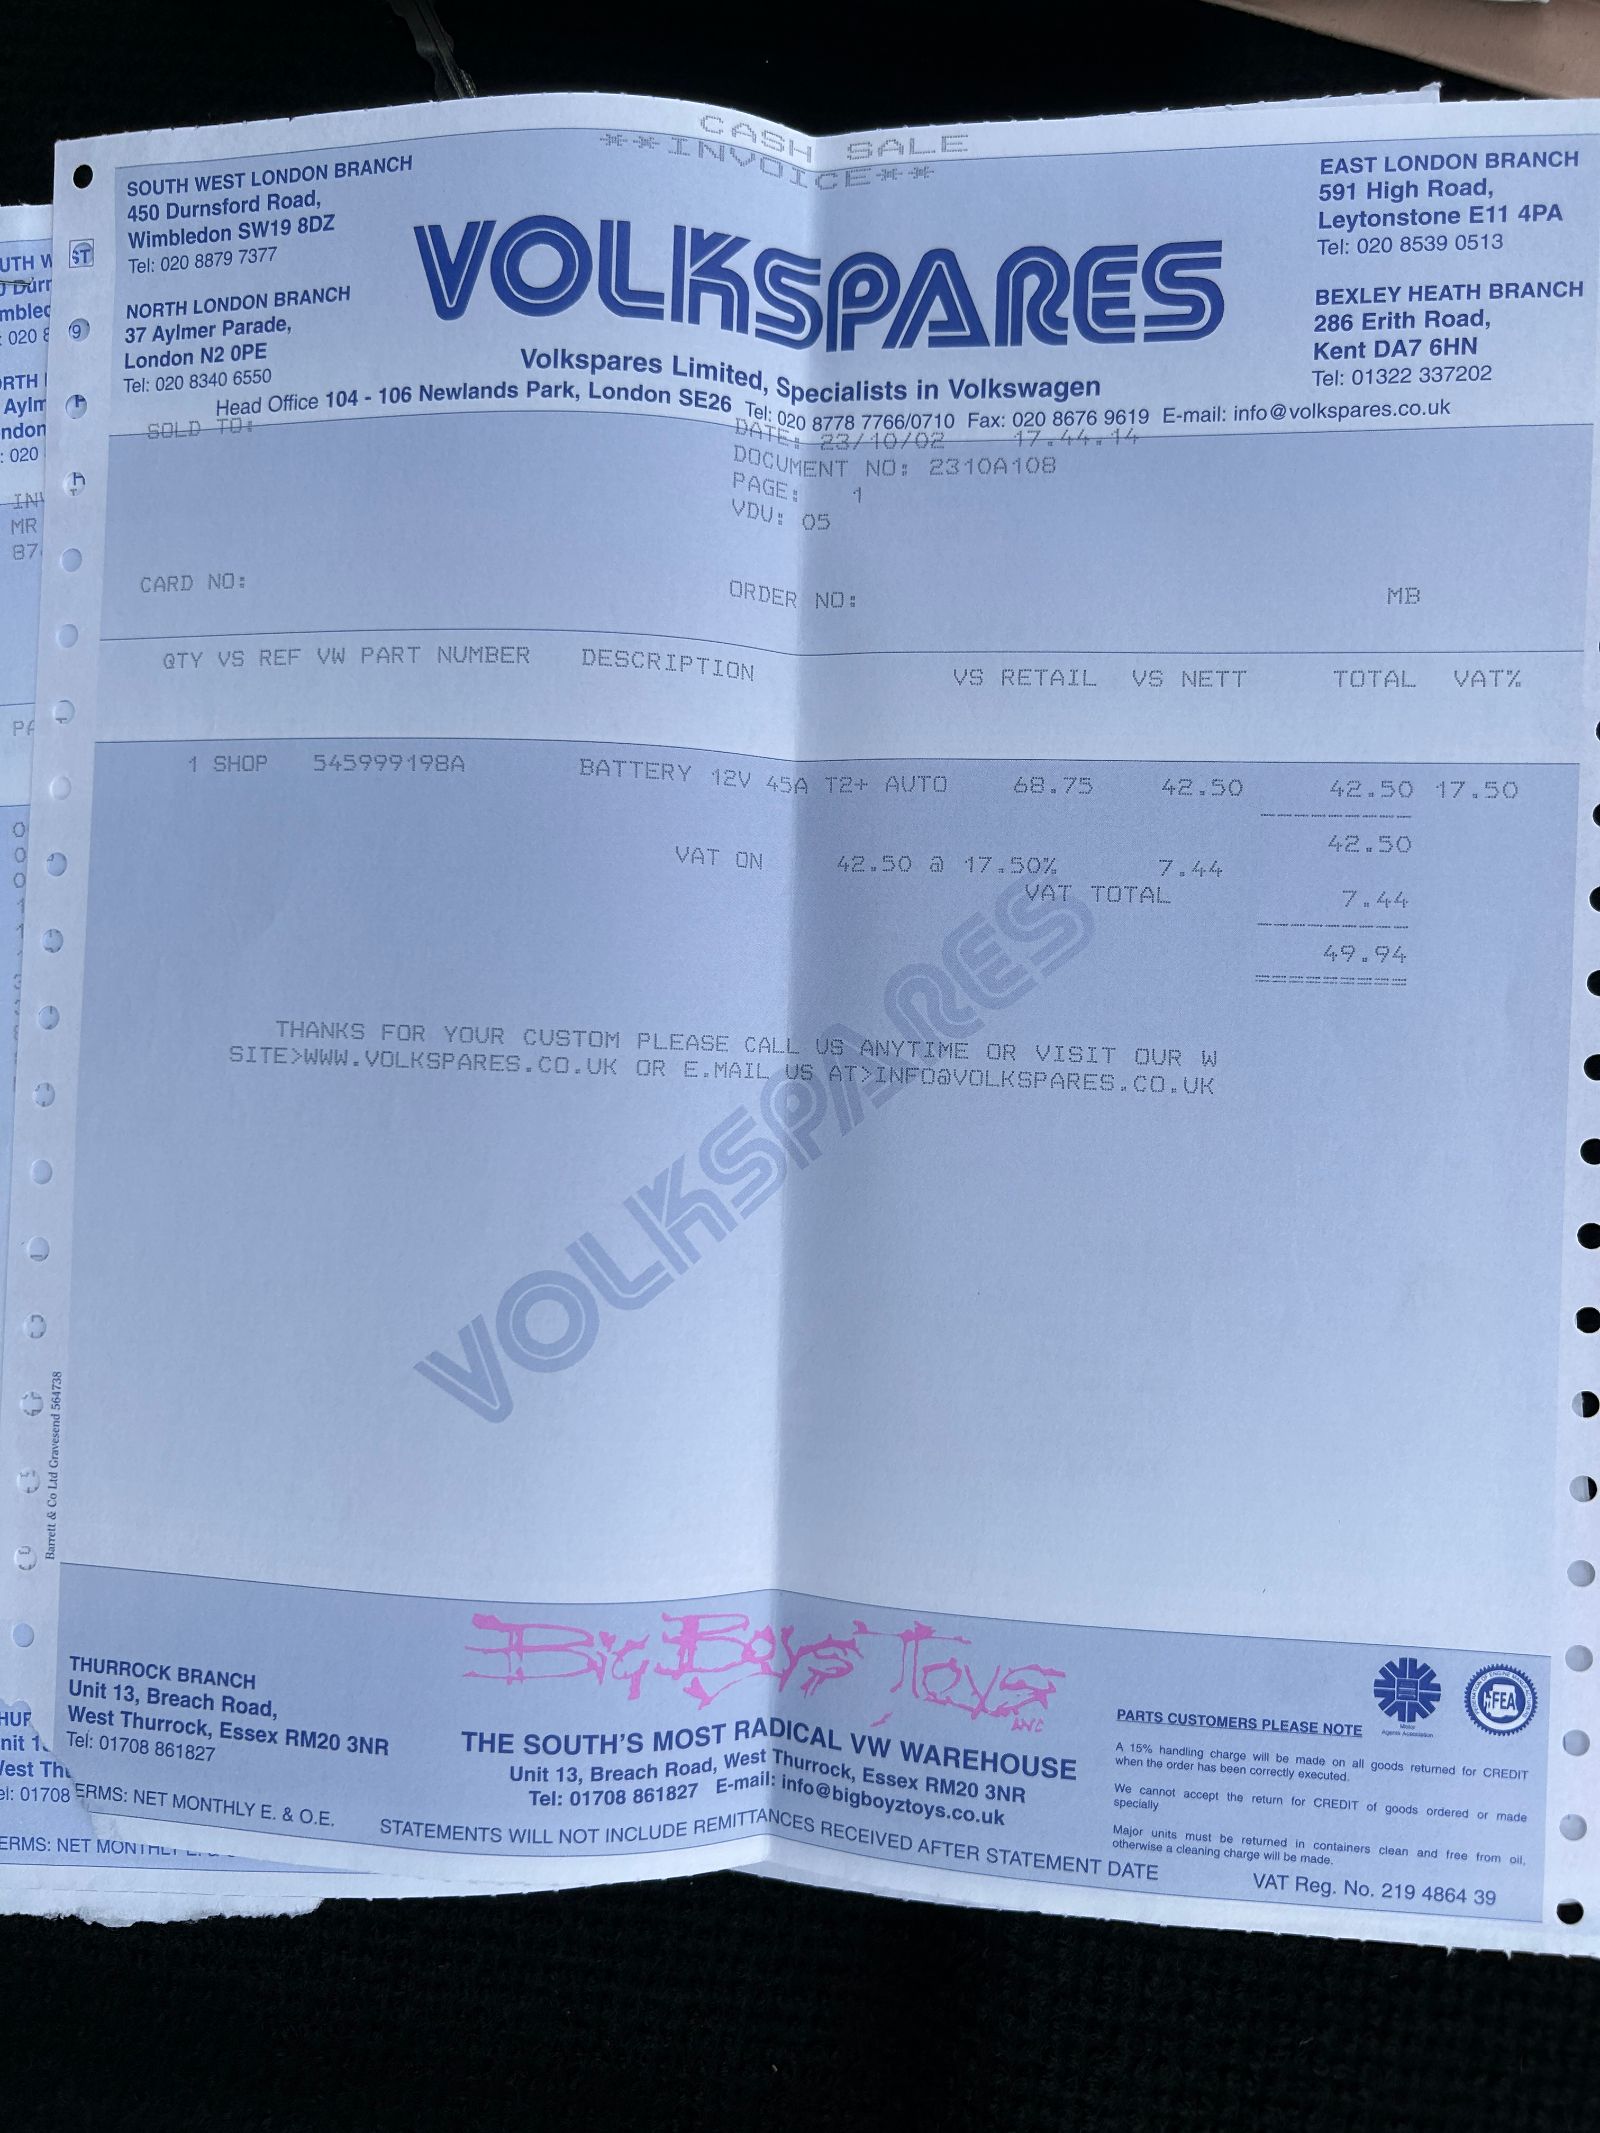 CASH SALE
**INVOICE**
SOUTH WEST LONDON BRANCH
450 Durnsford Road,
Wimbledon SW19 8DZ
Tel: 020 8879 7377
NORTH LONDON BRANCH
37 Aylmer Parade,
London N2 0PE
Tel: 020 8340 6550
VOLKSPARES
Volkspares Limited, Specialists in Volkswagen
Head Office 104 - 106 Newlands Park, London SE26 Tel: 020 8778 7766/0710 Fax: 020 8676 9619 E-mail: info@volkspares.co.uk
EAST LONDON BRANCH
591 High Road,
Leytonstone E11 4PA
Tel: 020 8539 0513
BEXLEY HEATH BRANCH
286 Erith Road,
Kent DA7 6HN
Tel: 01322 337202
SOLD TO:
DATE: 23/10/02 17.44.14
DOCUMENT NO: 2310A108
PAGE: 1
VDU: 05
CARD NO: ORDER NO: MB
QTY VS REF VW PART NUMBER DESCRIPTION VS RETAIL VS NETT TOTAL VAT%
1 SHOP 545999198A BATTERY 12V 45A T2+ AUTO 68.75 42.50 42.50 17.50
42.50
VAT ON 42.50 @ 17.50% 7.44
VAT TOTAL 7.44
49.94
THANKS FOR YOUR CUSTOM PLEASE CALL US ANYTIME OR VISIT OUR W
SITE>WWW.VOLKSPARES.CO.UK OR E.MAIL US AT>INFO@VOLKSPARES.CO.UK
VOLKSPARES
Barrett & Co Ltd Gravesend 564738
THURROCK BRANCH
Unit 13, Breach Road,
West Thurrock, Essex RM20 3NR
Tel: 01708 861827
ERMS: NET MONTHLY E. & O.E.
Big Boys Toys
INC
THE SOUTH'S MOST RADICAL VW WAREHOUSE
Unit 13, Breach Road, West Thurrock, Essex RM20 3NR
Tel: 01708 861827 E-mail: info@bigboyztoys.co.uk
STATEMENTS WILL NOT INCLUDE REMITTANCES RECEIVED AFTER STATEMENT DATE
PARTS CUSTOMERS PLEASE NOTE
Motor
Agents Association
FEA
A 15% handling charge will be made on all goods returned for CREDIT
when the order has been correctly executed.
We cannot accept the return for CREDIT of goods ordered or made
specially
Major units must be returned in containers clean and free from oil,
otherwise a cleaning charge will be made.
VAT Reg. No. 219 4864 39